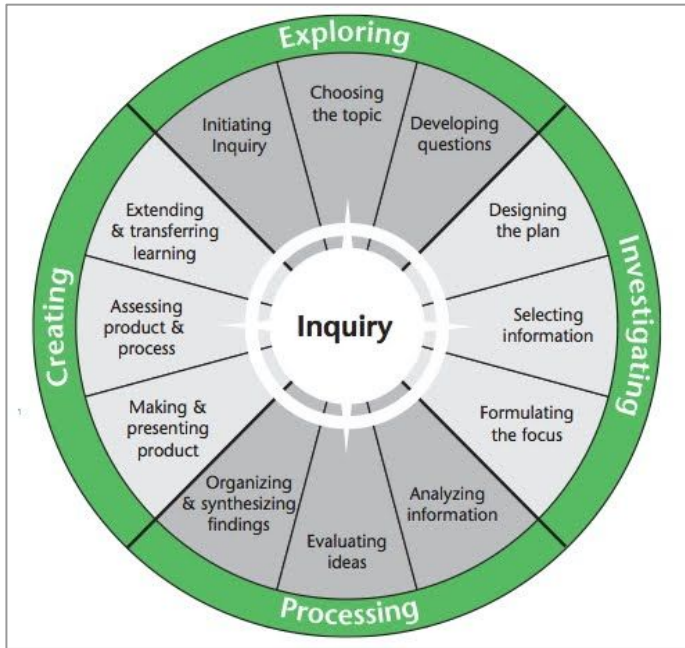 Exploring
Initiating
Inquiry
Choosing
the topic
Developing
questions
Investigating
Designing
the plan
Selecting
information
Formulating
the focus
Processing
Analyzing
information
Evaluating
ideas
Organizing
& synthesizing
findings
Creating
Making &
presenting
product
Assessing
product &
process
Extending
& transferring
learning
Inquiry